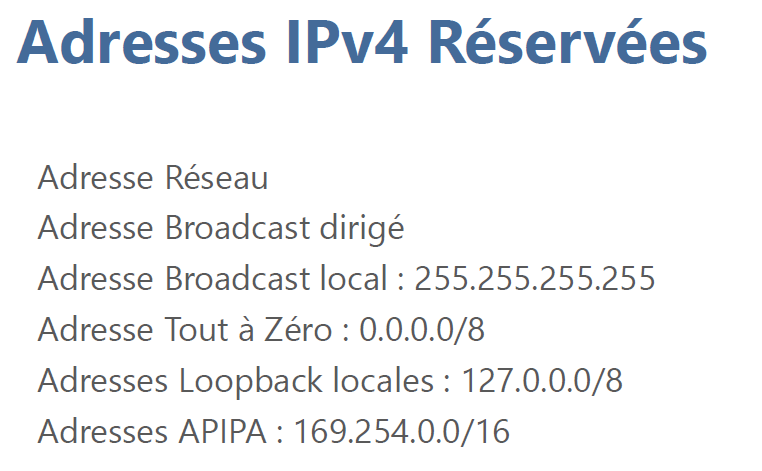 Adresses IPv4 Réservées
Adresse Réseau
Adresse Broadcast dirigé
Adresse Broadcast local : 255.255.255.255
Adresse Tout à Zéro : 0.0.0.0/8
Adresses Loopback locales : 127.0.0.0/8
Adresses APIPA : 169.254.0.0/16